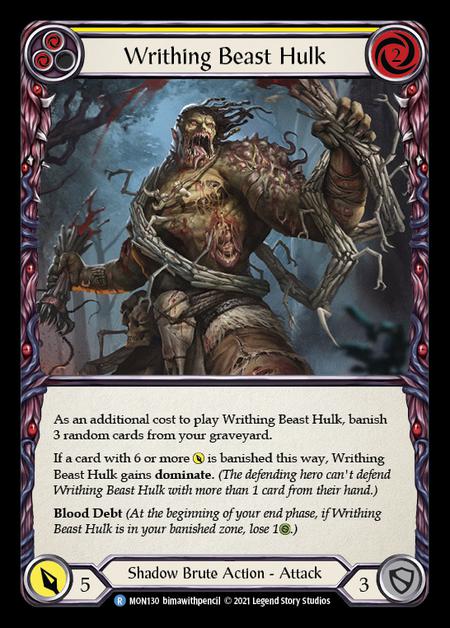 Writhing Beast Hulk
2
As an additional cost to play Writhing Beast Hulk, banish
3 random cards from your graveyard.
If a card with 6 or more is banished this way, Writhing
Beast Hulk gains dominate. (The defending hero can't defend
Writhing Beast Hulk with more than 1 card from their hand.)
Blood Debt (At the beginning of your end phase, if Writhing
Beast Hulk is in your banished zone, lose 1.)
5
Shadow Brute Action - Attack
3
R MON130 bimawithpencil © 2021 Legend Story Studios